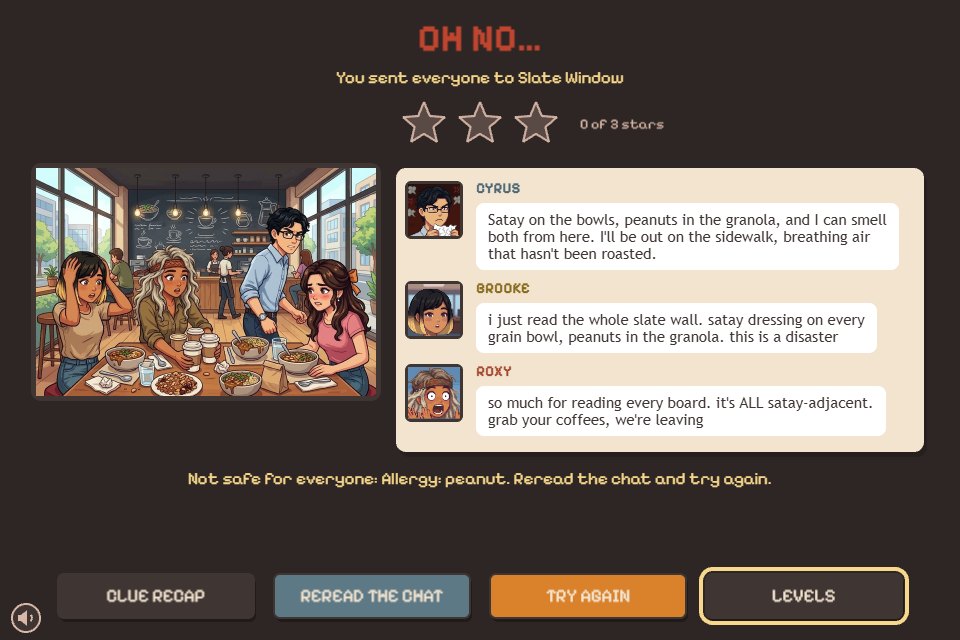 OH NO...
You sent everyone to Slate Window
0 of 3 stars
CYRUS
Satay on the bowls, peanuts in the granola, and I can smell
both from here. I'll be out on the sidewalk, breathing air
that hasn't been roasted.
BROOKE
i just read the whole slate wall. satay dressing on every
grain bowl, peanuts in the granola. this is a disaster
ROXY
so much for reading every board. it's ALL satay-adjacent.
grab your coffees, we're leaving
Not safe for everyone: Allergy: peanut. Reread the chat and try again.
CLUE RECAP
REREAD THE CHAT
TRY AGAIN
LEVELS